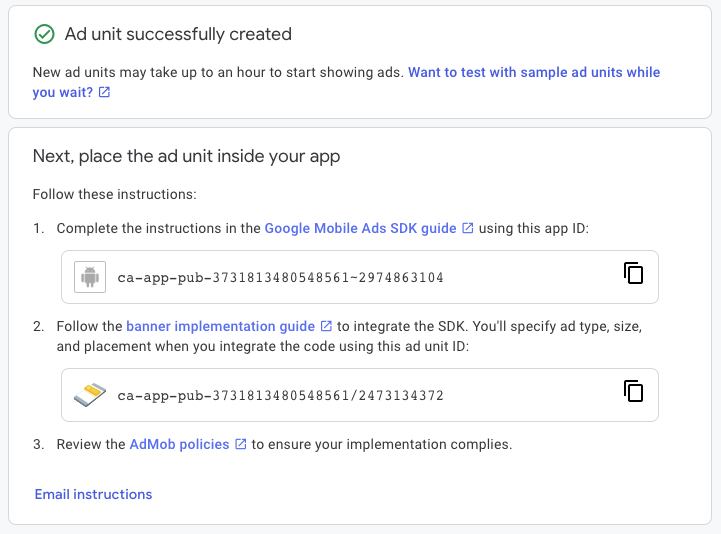 Ad unit successfully created
New ad units may take up to an hour to start showing ads. Want to test with sample ad units while
you wait?
Next, place the ad unit inside your app
Follow these instructions:
1. Complete the instructions in the Google Mobile Ads SDK guide using this app ID:
ca-app-pub-3731813480548561~2974863104
2. Follow the banner implementation guide to integrate the SDK. You'll specify ad type, size,
and placement when you integrate the code using this ad unit ID:
ca-app-pub-3731813480548561/2473134372
3. Review the AdMob policies to ensure your implementation complies.
Email instructions